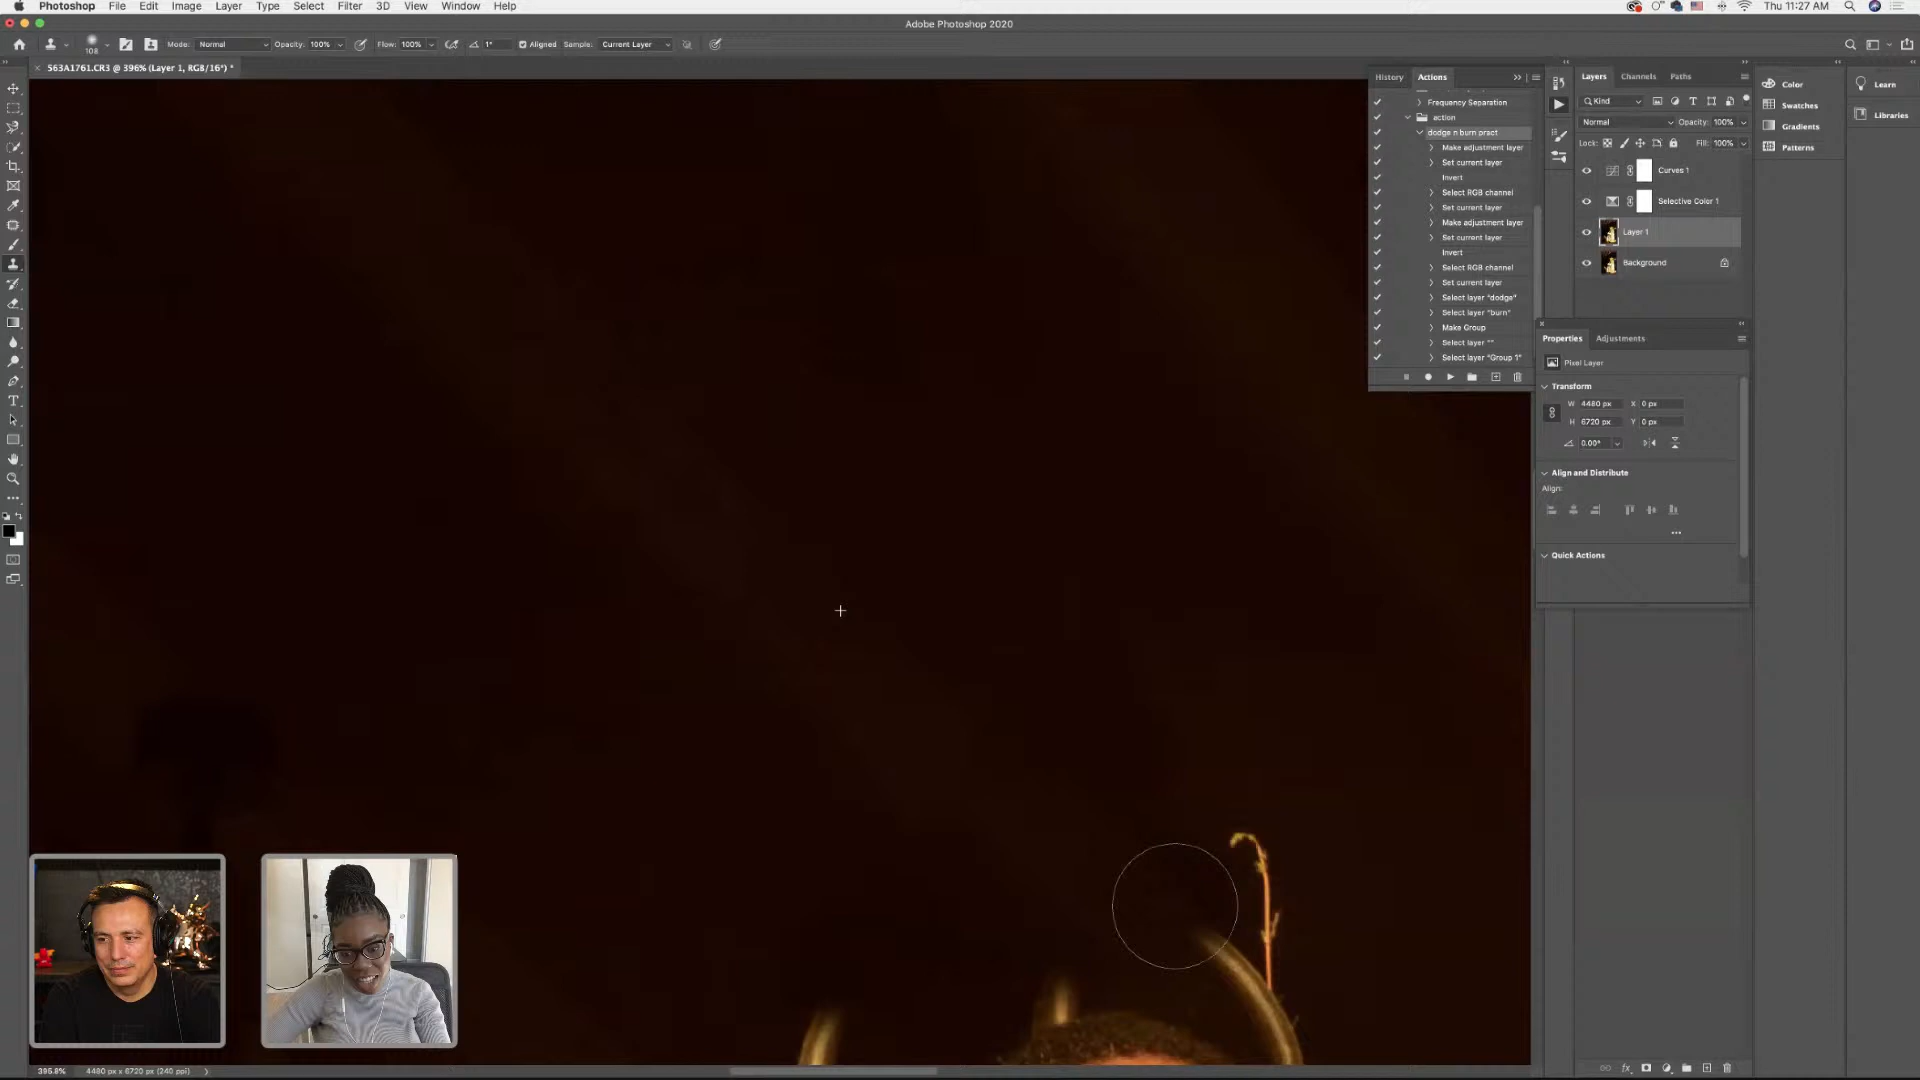 Photoshop File Edit Image Layer Type Select Filter 3D View Window Help Thu 11:27 AM
Adobe Photoshop 2020
108 Mode: Normal Opacity: 100% Flow: 100% 1° Aligned Sample: Current Layer
S63A1761.CR3 @ 396% (Layer 1, RGB/16*) *
History Actions
Frequency Separation
action
dodge n burn pract
Make adjustment layer
Set current layer
Invert
Select RGB channel
Set current layer
Make adjustment layer
Set current layer
Invert
Select RGB channel
Set current layer
Select layer "dodge"
Select layer "burn"
Make Group
Select layer ""
Select layer "Group 1"
Layers Channels Paths
Kind
Normal Opacity: 100%
Lock: Fill: 100%
Curves 1
Selective Color 1
Layer 1
Background
Properties Adjustments
Pixel Layer
Transform
W 4480 px X 0 px
H 6720 px Y 0 px
0.00°
Align and Distribute
Align:
Quick Actions
Color
Swatches
Gradients
Patterns
Learn
Libraries
395.8% 4480 px x 6720 px (240 ppi)